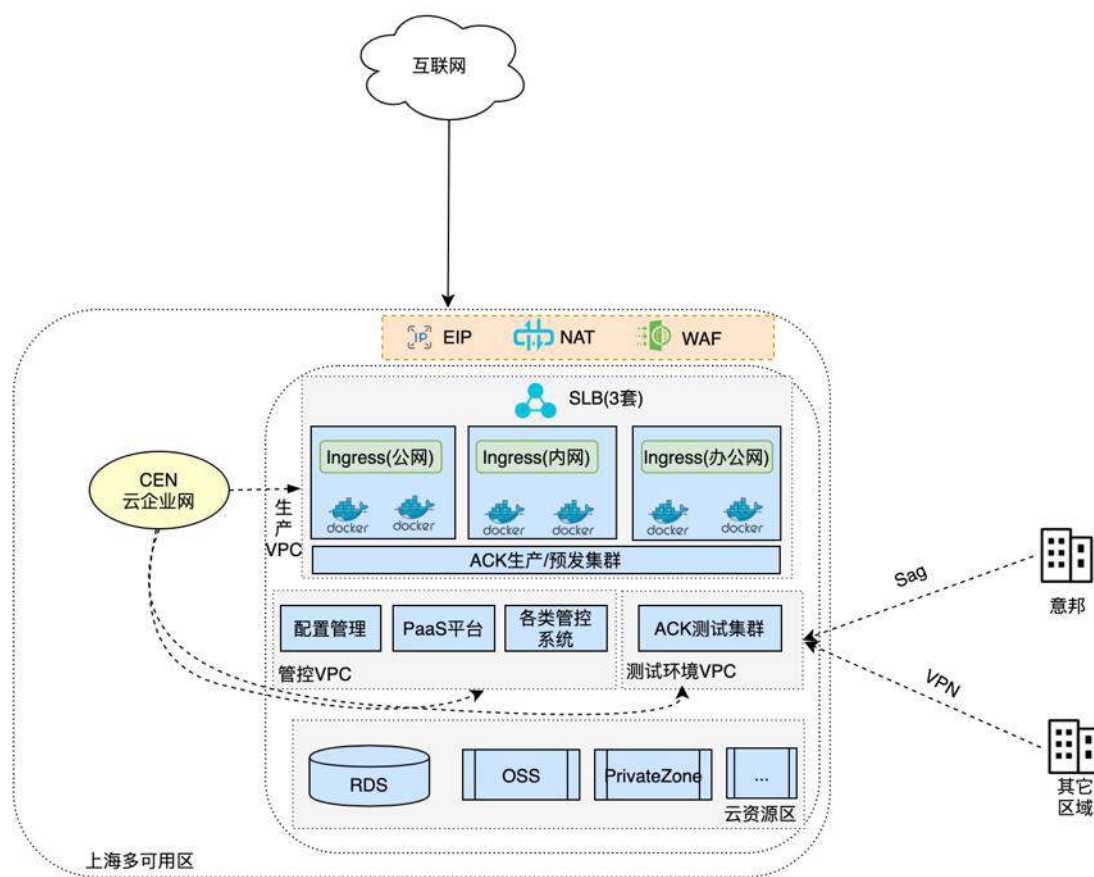 互联网
IP
EIP
NAT
WAF
SLB(3套)
Ingress(公网)
Ingress(内网)
Ingress(办公网)
docker
docker
docker
docker
docker
docker
CEN
云企业网
生
产
VPC
ACK生产/预发集群
配置管理
PaaS平台
各类管控
系统
ACK测试集群
管控VPC
测试环境VPC
Sag
意邦
VPN
其它
区域
RDS
OSS
PrivateZone
...
云资源区
上海多可用区